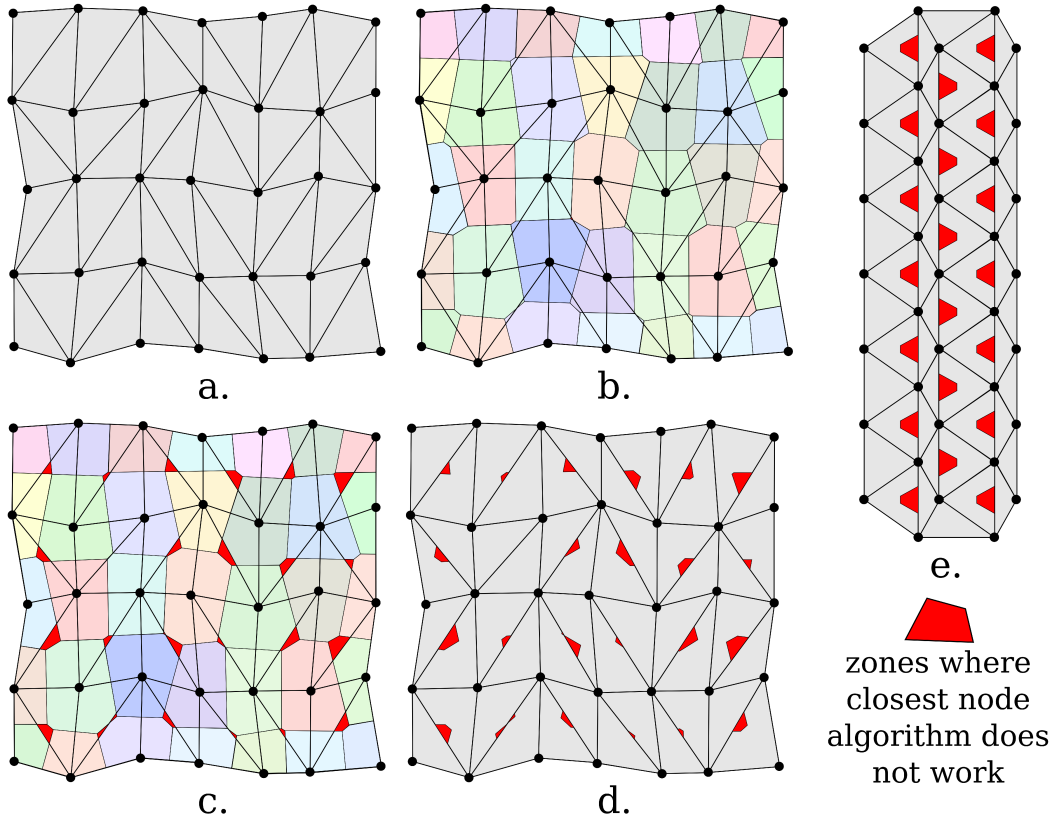 a.
b.
c.
d.
e.
zones where
closest node
algorithm does
not work